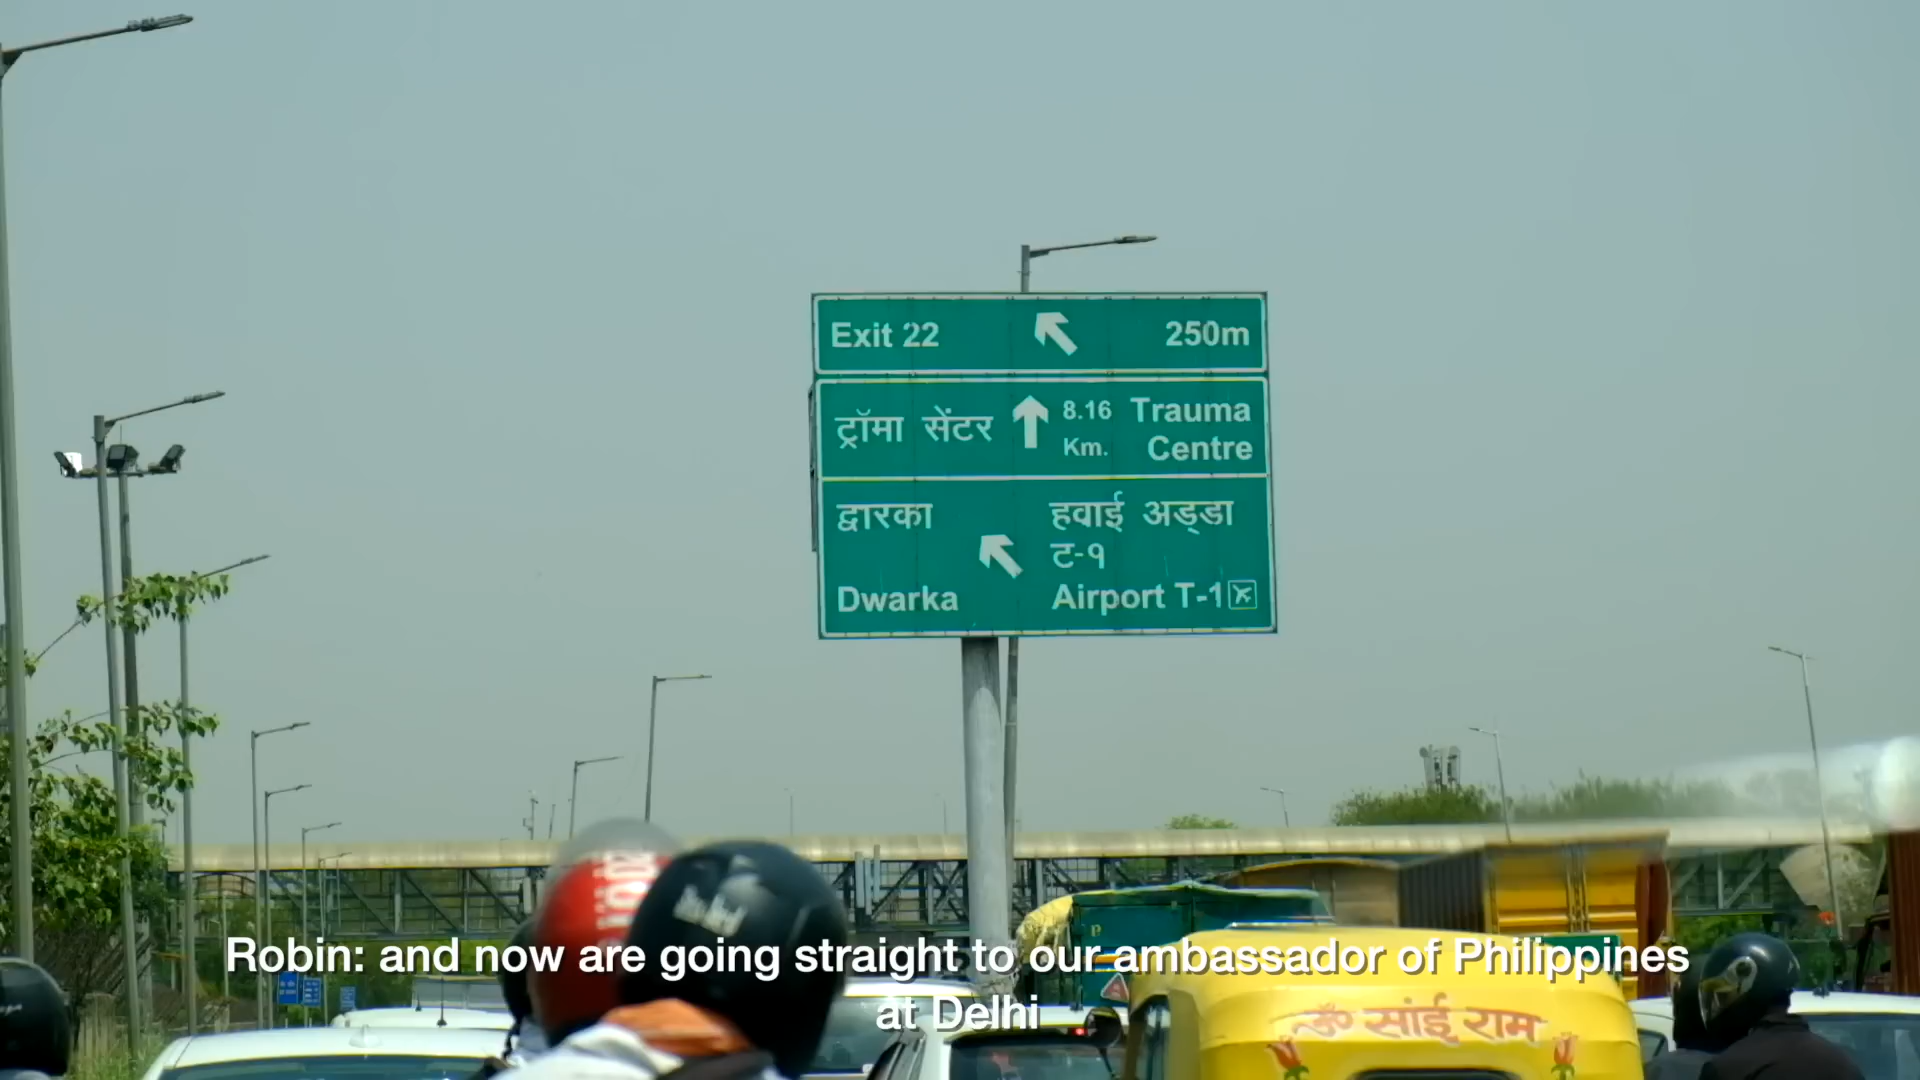 Exit 22 250m
ट्रॉमा सेंटर 8.16 Km. Trauma Centre
द्वारका
Dwarka
हवाई अड्डा
ट-१
Airport T-1
Robin: and now are going straight to our ambassador of Philippines
at Delhi
ॐ सांई राम